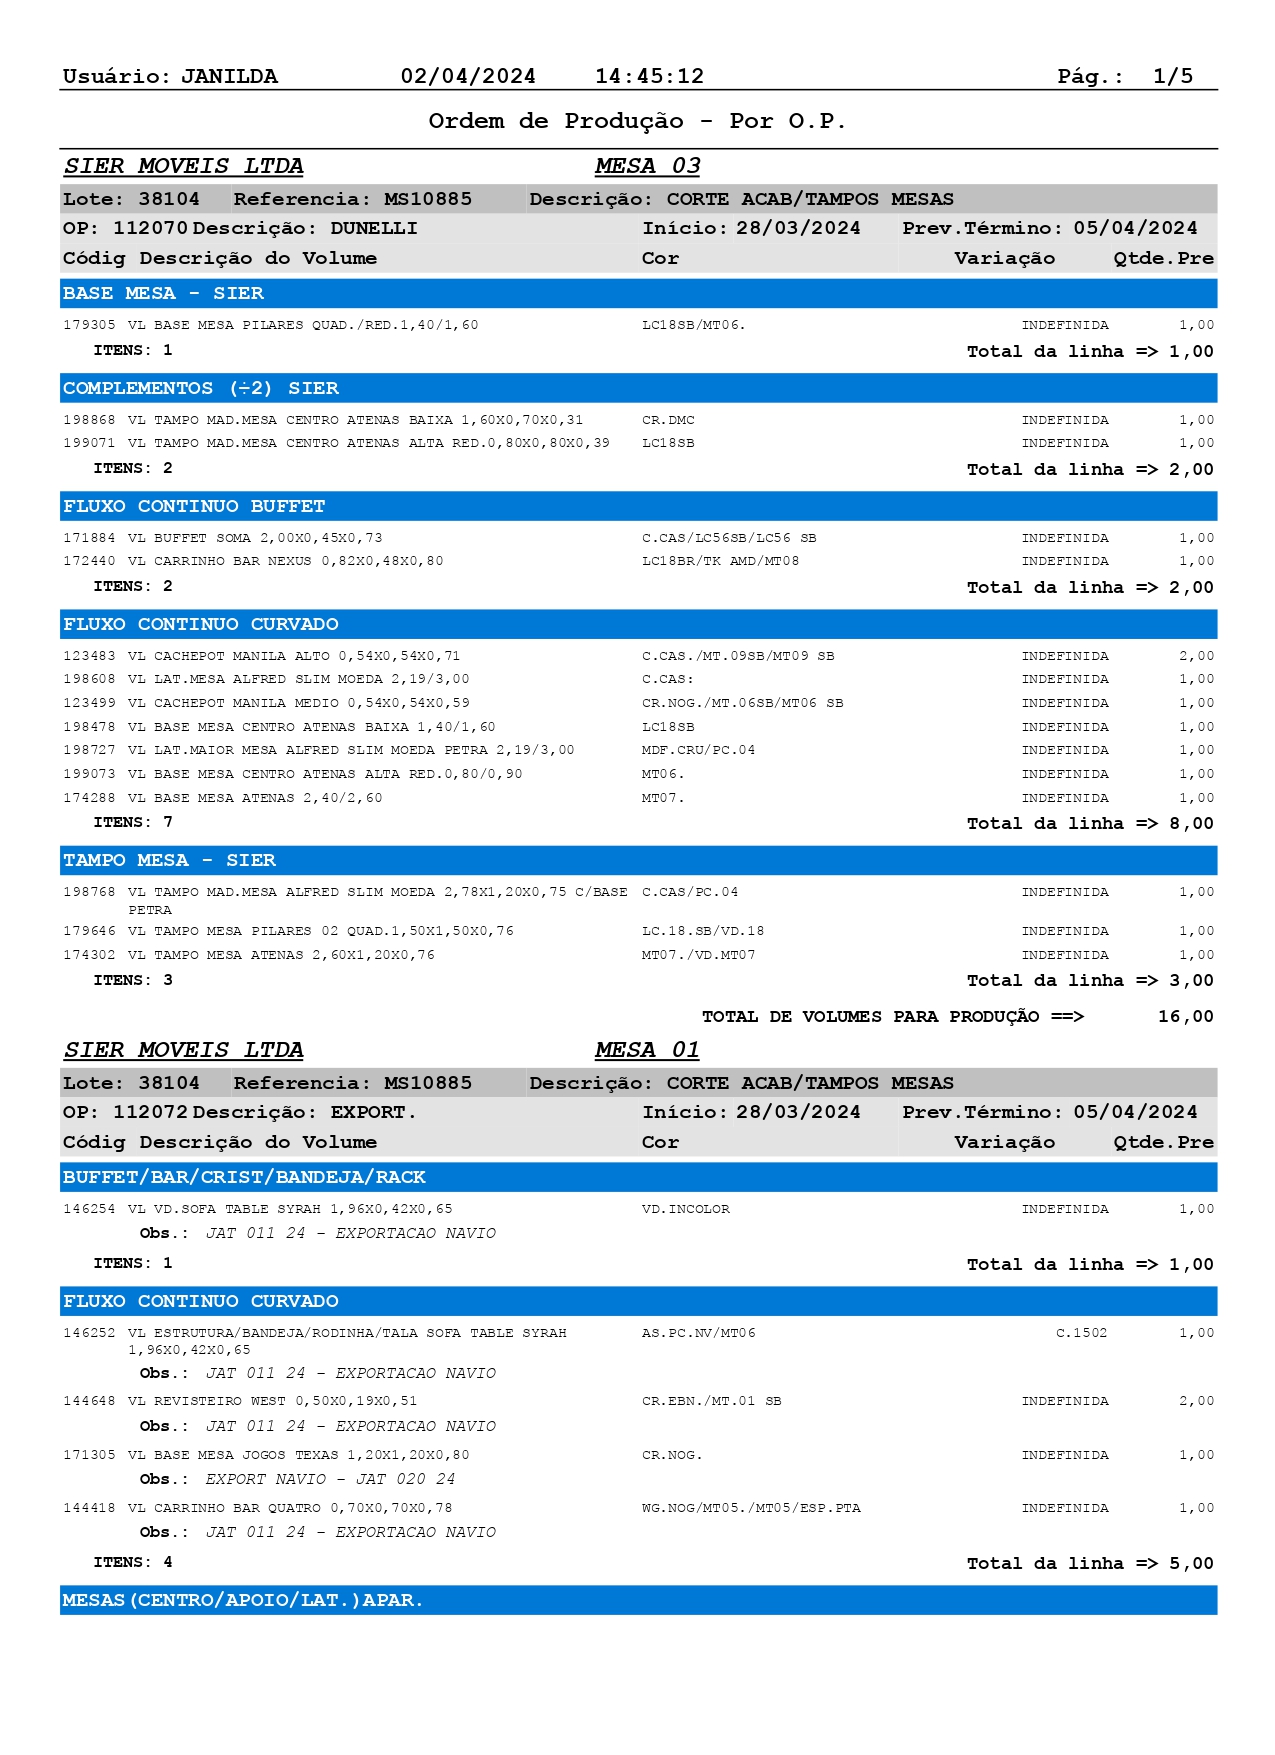 Usuário: JANILDA 02/04/2024 14:45:12 Pág.: 1/5
Ordem de Produção - Por O.P.
SIER MOVEIS LTDA MESA 03
Lote: 38104 Referencia: MS10885 Descrição: CORTE ACAB/TAMPOS MESAS
OP: 112070 Descrição: DUNELLI Início: 28/03/2024 Prev.Término: 05/04/2024
Códig Descrição do Volume Cor Variação Qtde.Pre
BASE MESA - SIER
179305 VL BASE MESA PILARES QUAD./RED.1,40/1,60 LC18SB/MT06. INDEFINIDA 1,00
ITENS: 1 Total da linha => 1,00
COMPLEMENTOS (÷2) SIER
198868 VL TAMPO MAD.MESA CENTRO ATENAS BAIXA 1,60X0,70X0,31 CR.DMC INDEFINIDA 1,00
199071 VL TAMPO MAD.MESA CENTRO ATENAS ALTA RED.0,80X0,80X0,39 LC18SB INDEFINIDA 1,00
ITENS: 2 Total da linha => 2,00
FLUXO CONTINUO BUFFET
171884 VL BUFFET SOMA 2,00X0,45X0,73 C.CAS/LC56SB/LC56 SB INDEFINIDA 1,00
172440 VL CARRINHO BAR NEXUS 0,82X0,48X0,80 LC18BR/TK AMD/MT08 INDEFINIDA 1,00
ITENS: 2 Total da linha => 2,00
FLUXO CONTINUO CURVADO
123483 VL CACHEPOT MANILA ALTO 0,54X0,54X0,71 C.CAS./MT.09SB/MT09 SB INDEFINIDA 2,00
198608 VL LAT.MESA ALFRED SLIM MOEDA 2,19/3,00 C.CAS: INDEFINIDA 1,00
123499 VL CACHEPOT MANILA MEDIO 0,54X0,54X0,59 CR.NOG./MT.06SB/MT06 SB INDEFINIDA 1,00
198478 VL BASE MESA CENTRO ATENAS BAIXA 1,40/1,60 LC18SB INDEFINIDA 1,00
198727 VL LAT.MAIOR MESA ALFRED SLIM MOEDA PETRA 2,19/3,00 MDF.CRU/PC.04 INDEFINIDA 1,00
199073 VL BASE MESA CENTRO ATENAS ALTA RED.0,80/0,90 MT06. INDEFINIDA 1,00
174288 VL BASE MESA ATENAS 2,40/2,60 MT07. INDEFINIDA 1,00
ITENS: 7 Total da linha => 8,00
TAMPO MESA - SIER
198768 VL TAMPO MAD.MESA ALFRED SLIM MOEDA 2,78X1,20X0,75 C/BASE C.CAS/PC.04 INDEFINIDA 1,00
PETRA
179646 VL TAMPO MESA PILARES 02 QUAD.1,50X1,50X0,76 LC.18.SB/VD.18 INDEFINIDA 1,00
174302 VL TAMPO MESA ATENAS 2,60X1,20X0,76 MT07./VD.MT07 INDEFINIDA 1,00
ITENS: 3 Total da linha => 3,00
TOTAL DE VOLUMES PARA PRODUÇÃO ==> 16,00
SIER MOVEIS LTDA MESA 01
Lote: 38104 Referencia: MS10885 Descrição: CORTE ACAB/TAMPOS MESAS
OP: 112072 Descrição: EXPORT. Início: 28/03/2024 Prev.Término: 05/04/2024
Códig Descrição do Volume Cor Variação Qtde.Pre
BUFFET/BAR/CRIST/BANDEJA/RACK
146254 VL VD.SOFA TABLE SYRAH 1,96X0,42X0,65 VD.INCOLOR INDEFINIDA 1,00
Obs.: JAT 011 24 - EXPORTACAO NAVIO
ITENS: 1 Total da linha => 1,00
FLUXO CONTINUO CURVADO
146252 VL ESTRUTURA/BANDEJA/RODINHA/TALA SOFA TABLE SYRAH AS.PC.NV/MT06 C.1502 1,00
1,96X0,42X0,65
Obs.: JAT 011 24 - EXPORTACAO NAVIO
144648 VL REVISTEIRO WEST 0,50X0,19X0,51 CR.EBN./MT.01 SB INDEFINIDA 2,00
Obs.: JAT 011 24 - EXPORTACAO NAVIO
171305 VL BASE MESA JOGOS TEXAS 1,20X1,20X0,80 CR.NOG. INDEFINIDA 1,00
Obs.: EXPORT NAVIO - JAT 020 24
144418 VL CARRINHO BAR QUATRO 0,70X0,70X0,78 WG.NOG/MT05./MT05/ESP.PTA INDEFINIDA 1,00
Obs.: JAT 011 24 - EXPORTACAO NAVIO
ITENS: 4 Total da linha => 5,00
MESAS(CENTRO/APOIO/LAT.)APAR.